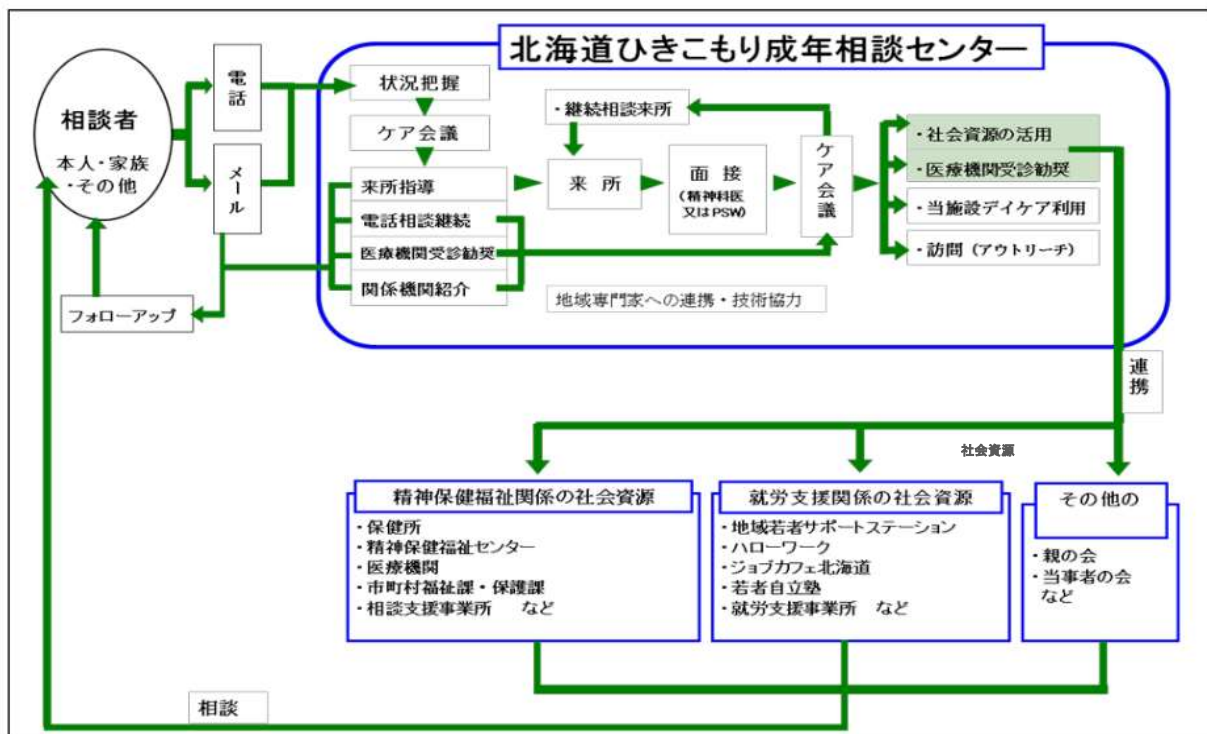 北海道ひきこもり成年相談センター
相談者
本人・家族
・その他
電話
メール
フォローアップ
状況把握
ケア会議
来所指導
電話相談継続
医療機関受診勧奨
関係機関紹介
・継続相談来所
来 所
面 接
(精神科医
又はPSW)
ケア会議
・社会資源の活用
・医療機関受診勧奨
・当施設デイケア利用
・訪問（アウトリーチ）
地域専門家への連携・技術協力
連携
社会資源
精神保健福祉関係の社会資源
・保健所
・精神保健福祉センター
・医療機関
・市町村福祉課・保護課
・相談支援事業所 など
就労支援関係の社会資源
・地域若者サポートステーション
・ハローワーク
・ジョブカフェ北海道
・若者自立塾
・就労支援事業所 など
その他の
・親の会
・当事者の会
など
相談